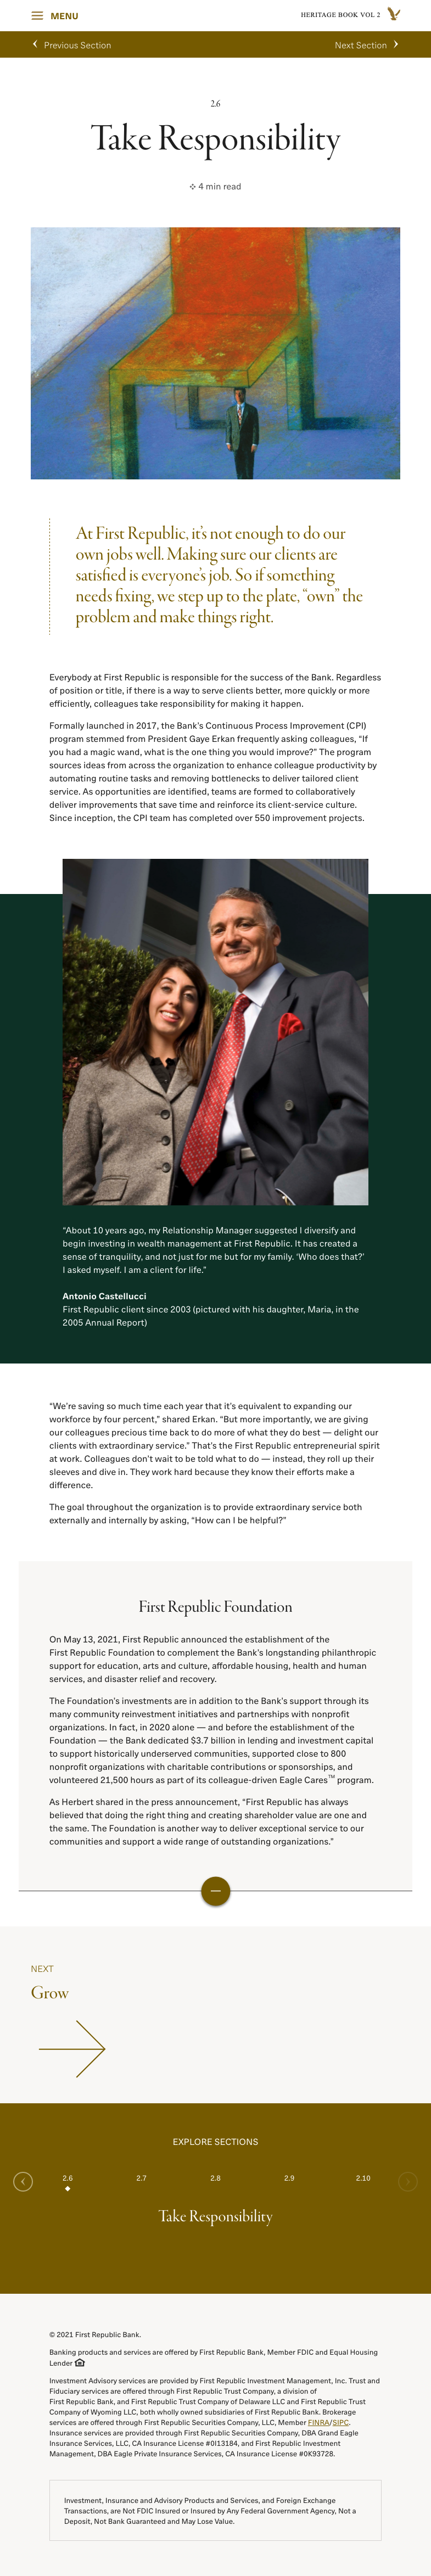 MENU
HERITAGE BOOK VOL 2
Previous Section
Next Section
2.6
Take Responsibility
4 min read
At First Republic, it’s not enough to do our
own jobs well. Making sure our clients are
satisfied is everyone’s job. So if something
needs fixing, we step up to the plate, “own” the
problem and make things right.
Everybody at First Republic is responsible for the success of the Bank. Regardless
of position or title, if there is a way to serve clients better, more quickly or more
efficiently, colleagues take responsibility for making it happen.
Formally launched in 2017, the Bank’s Continuous Process Improvement (CPI)
program stemmed from President Gaye Erkan frequently asking colleagues, “If
you had a magic wand, what is the one thing you would improve?” The program
sources ideas from across the organization to enhance colleague productivity by
automating routine tasks and removing bottlenecks to deliver tailored client
service. As opportunities are identified, teams are formed to collaboratively
deliver improvements that save time and reinforce its client-service culture.
Since inception, the CPI team has completed over 550 improvement projects.
“About 10 years ago, my Relationship Manager suggested I diversify and
begin investing in wealth management at First Republic. It has created a
sense of tranquility, and not just for me but for my family. ‘Who does that?’
I asked myself. I am a client for life.”
Antonio Castellucci
First Republic client since 2003 (pictured with his daughter, Maria, in the
2005 Annual Report)
“We’re saving so much time each year that it’s equivalent to expanding our
workforce by four percent,” shared Erkan. “But more importantly, we are giving
our colleagues precious time back to do more of what they do best — delight our
clients with extraordinary service.” That’s the First Republic entrepreneurial spirit
at work. Colleagues don’t wait to be told what to do — instead, they roll up their
sleeves and dive in. They work hard because they know their efforts make a
difference.
The goal throughout the organization is to provide extraordinary service both
externally and internally by asking, “How can I be helpful?”
First Republic Foundation
On May 13, 2021, First Republic announced the establishment of the
First Republic Foundation to complement the Bank’s longstanding philanthropic
support for education, arts and culture, affordable housing, health and human
services, and disaster relief and recovery.
The Foundation’s investments are in addition to the Bank’s support through its
many community reinvestment initiatives and partnerships with nonprofit
organizations. In fact, in 2020 alone — and before the establishment of the
Foundation — the Bank dedicated $3.7 billion in lending and investment capital
to support historically underserved communities, supported close to 800
nonprofit organizations with charitable contributions or sponsorships, and
volunteered 21,500 hours as part of its colleague-driven Eagle Cares™ program.
As Herbert shared in the press announcement, “First Republic has always
believed that doing the right thing and creating shareholder value are one and
the same. The Foundation is another way to deliver exceptional service to our
communities and support a wide range of outstanding organizations.”
NEXT
Grow
EXPLORE SECTIONS
2.6 2.7 2.8 2.9 2.10
Take Responsibility
© 2021 First Republic Bank.
Banking products and services are offered by First Republic Bank, Member FDIC and Equal Housing
Lender
Investment Advisory services are provided by First Republic Investment Management, Inc. Trust and
Fiduciary services are offered through First Republic Trust Company, a division of
First Republic Bank, and First Republic Trust Company of Delaware LLC and First Republic Trust
Company of Wyoming LLC, both wholly owned subsidiaries of First Republic Bank. Brokerage
services are offered through First Republic Securities Company, LLC, Member FINRA/SIPC.
Insurance services are provided through First Republic Securities Company, DBA Grand Eagle
Insurance Services, LLC, CA Insurance License #0I13184, and First Republic Investment
Management, DBA Eagle Private Insurance Services, CA Insurance License #0K93728.
Investment, Insurance and Advisory Products and Services, and Foreign Exchange
Transactions, are Not FDIC Insured or Insured by Any Federal Government Agency, Not a
Deposit, Not Bank Guaranteed and May Lose Value.